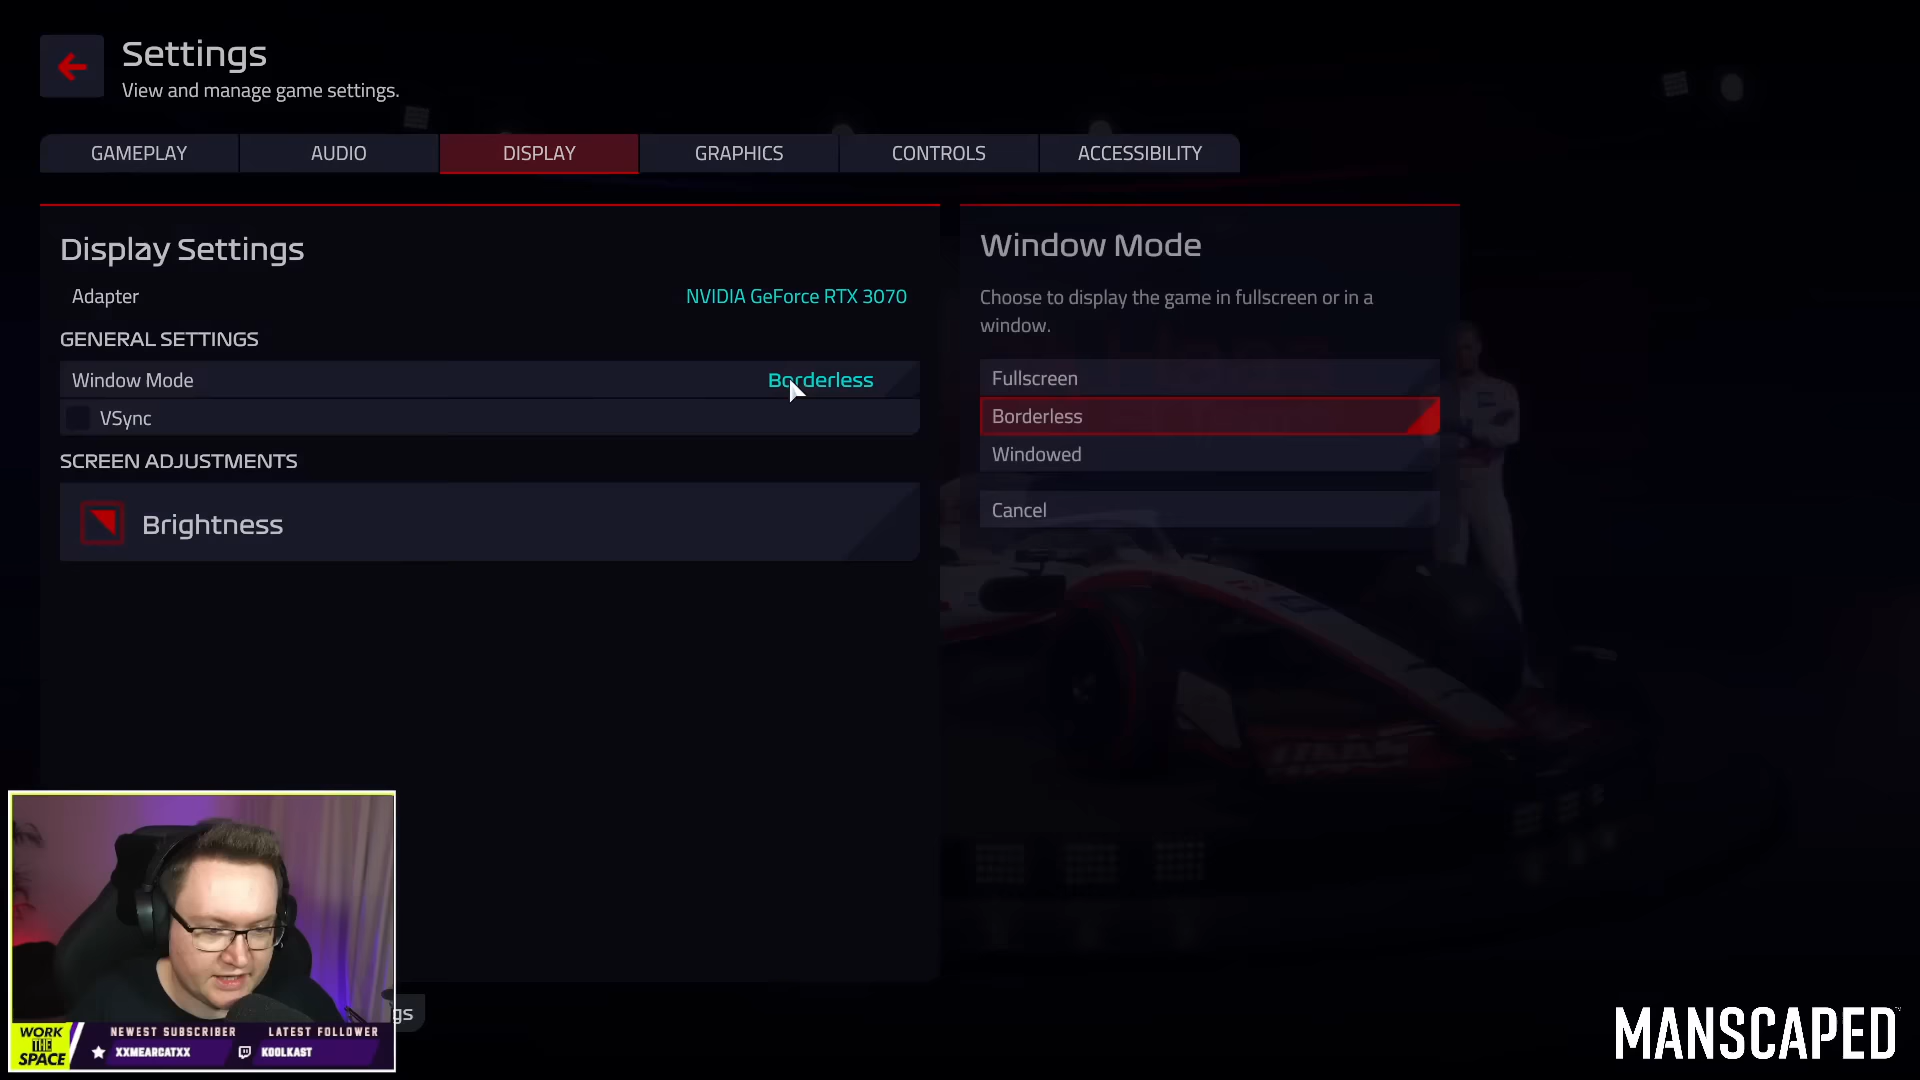 Settings
View and manage game settings.
GAMEPLAY
AUDIO
DISPLAY
GRAPHICS
CONTROLS
ACCESSIBILITY
Display Settings
Adapter
NVIDIA GeForce RTX 3070
GENERAL SETTINGS
Window Mode
Borderless
VSync
SCREEN ADJUSTMENTS
Brightness
Window Mode
Choose to display the game in fullscreen or in a
window.
Fullscreen
Borderless
Windowed
Cancel
gs
WORK
THE
SPACE
NEWEST SUBSCRIBER
LATEST FOLLOWER
XXMEARCATXX
KOOLKAST
MANSCAPED